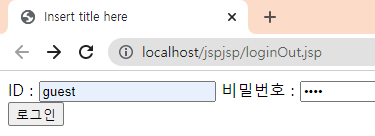 Insert title here
localhost/jspjsp/loginOut.jsp
ID : guest 비밀번호 : ••••
로그인